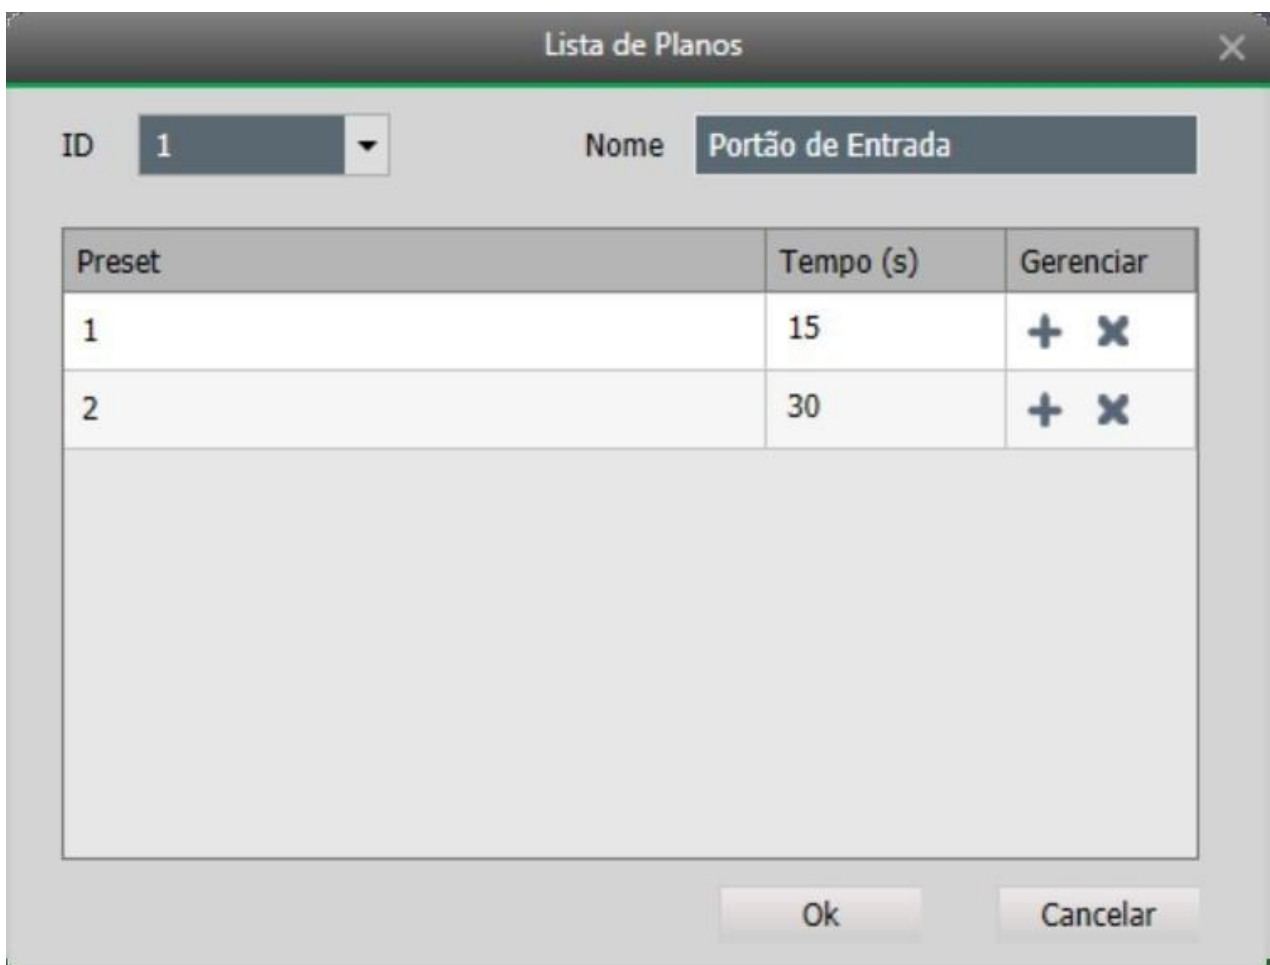 Lista de Planos
ID 1 Nome Portão de Entrada
Preset Tempo (s) Gerenciar
1 15
2 30
Ok Cancelar